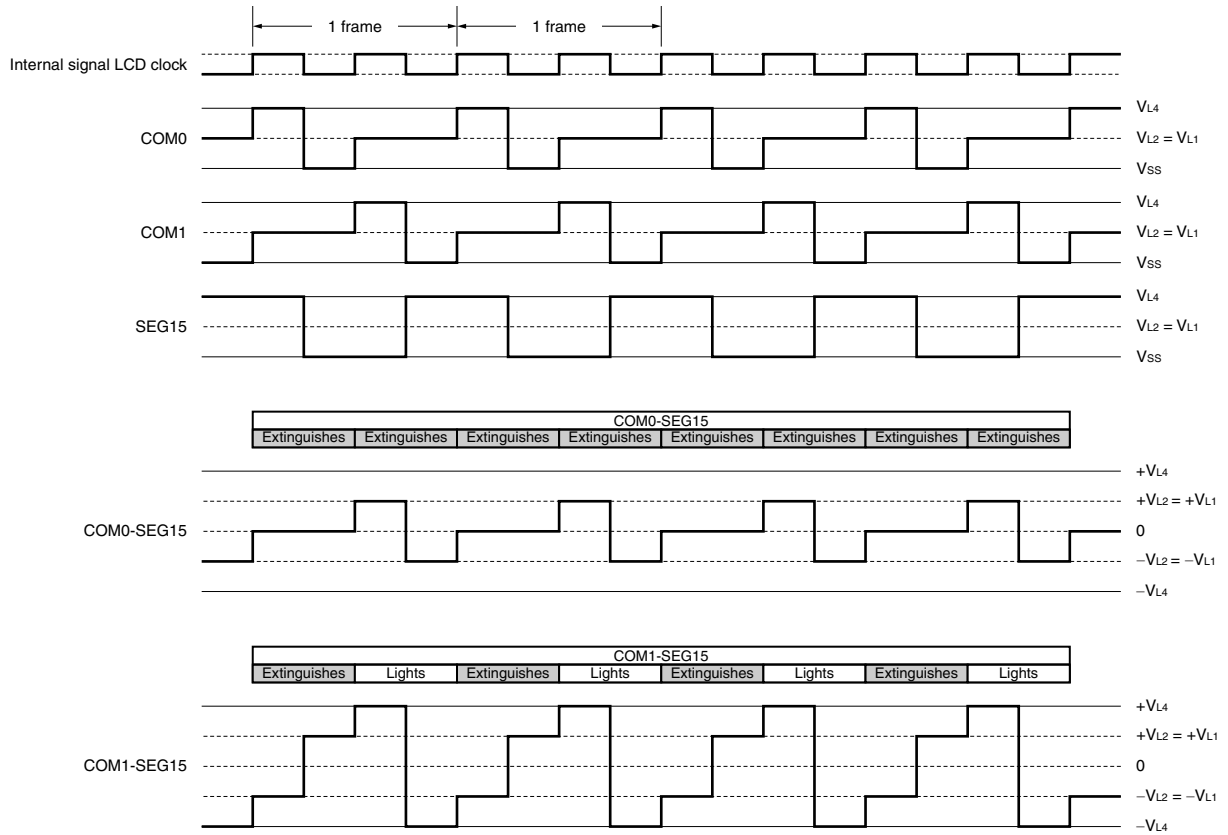 1 frame 1 frame
Internal signal LCD clock
VL4
COM0 VL2 = VL1
VSS
VL4
COM1 VL2 = VL1
VSS
VL4
SEG15 VL2 = VL1
VSS
COM0-SEG15
Extinguishes Extinguishes Extinguishes Extinguishes Extinguishes Extinguishes Extinguishes Extinguishes
+VL4
+VL2 = +VL1
COM0-SEG15 0
−VL2 = −VL1
−VL4
COM1-SEG15
Extinguishes Lights Extinguishes Lights Extinguishes Lights Extinguishes Lights
+VL4
+VL2 = +VL1
COM1-SEG15 0
−VL2 = −VL1
−VL4